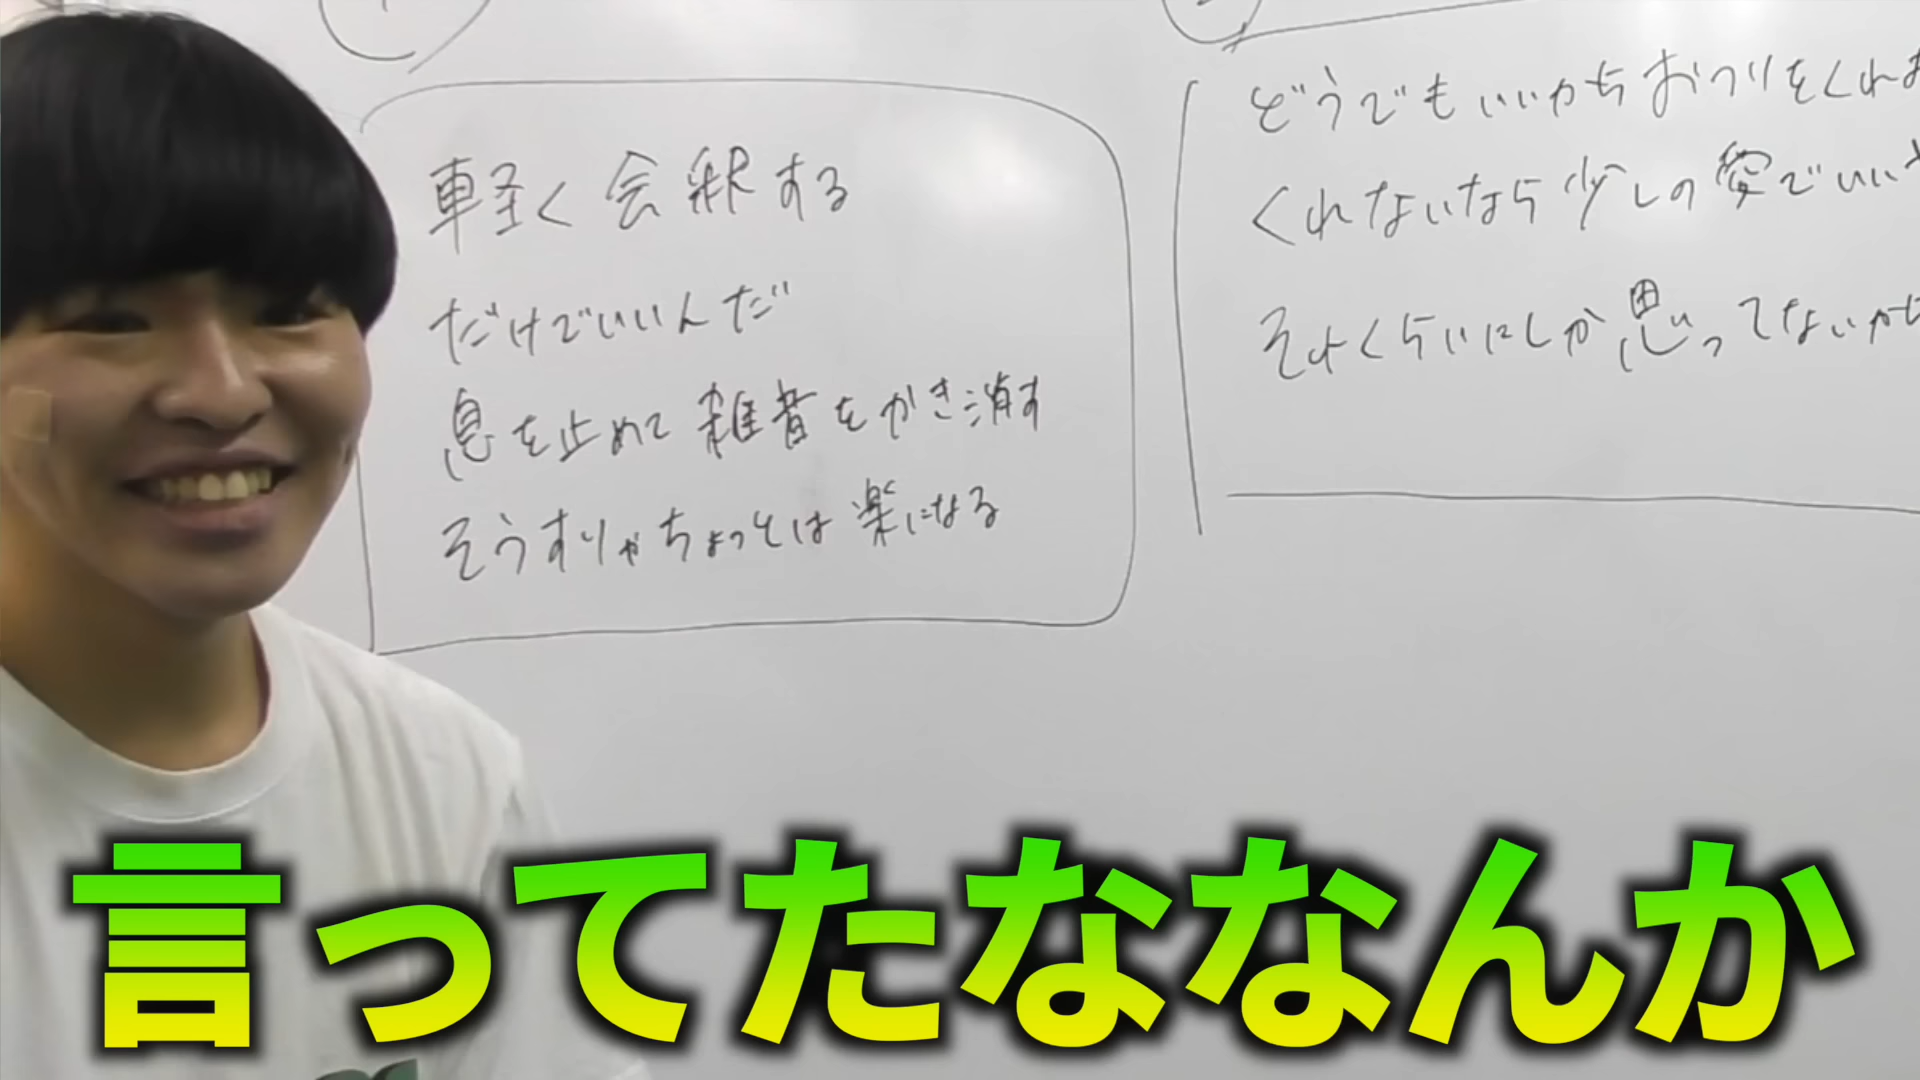 軽く会釈する
だけでいいんだ
息を止めて雑音をかき消す
そうすりゃちょっとは楽になる
どうでもいいからおつりをくれ
くれないなら少しの愛でいい
それくらいにしか思ってないから
言ってたななんか